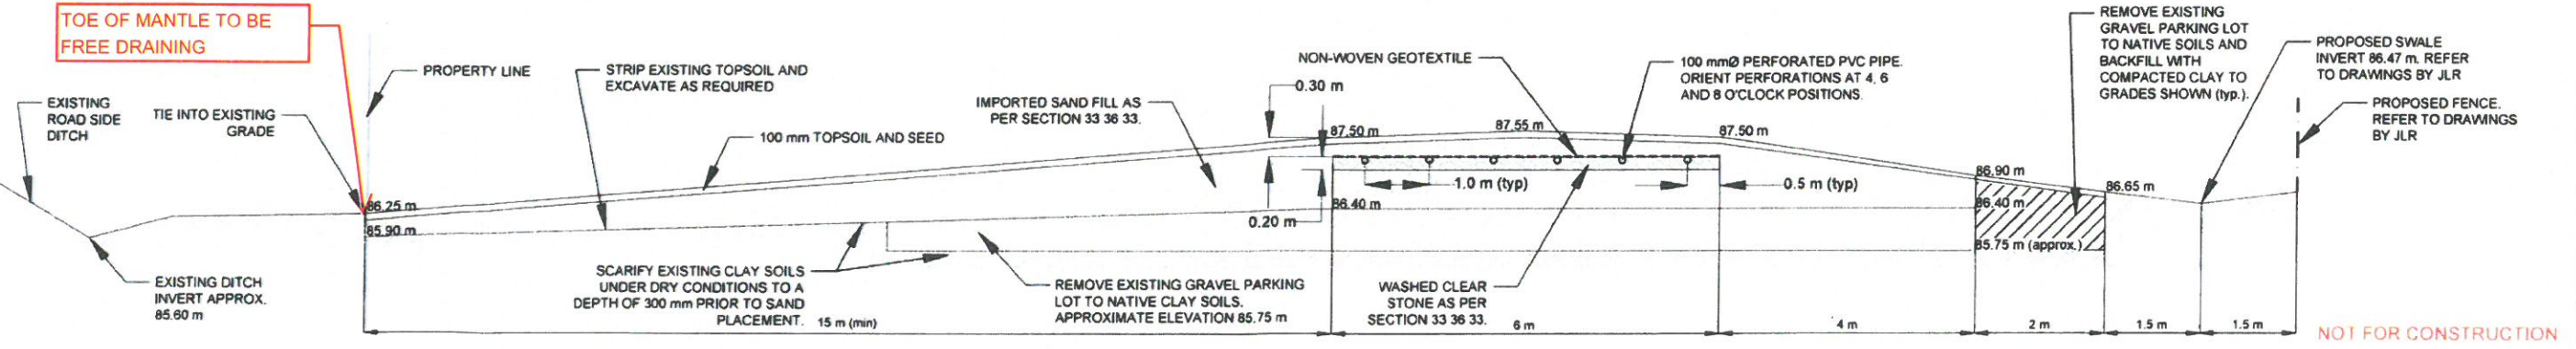 TOE OF MANTLE TO BE
FREE DRAINING
PROPERTY LINE
EXISTING
ROAD SIDE
DITCH
TIE INTO EXISTING
GRADE
STRIP EXISTING TOPSOIL AND
EXCAVATE AS REQUIRED
100 mm TOPSOIL AND SEED
IMPORTED SAND FILL AS
PER SECTION 33 36 33.
NON-WOVEN GEOTEXTILE
0.30 m
100 mmØ PERFORATED PVC PIPE.
ORIENT PERFORATIONS AT 4, 6
AND 8 O'CLOCK POSITIONS.
REMOVE EXISTING
GRAVEL PARKING LOT
TO NATIVE SOILS AND
BACKFILL WITH
COMPACTED CLAY TO
GRADES SHOWN (typ.).
PROPOSED SWALE
INVERT 86.47 m. REFER
TO DRAWINGS BY JLR
PROPOSED FENCE.
REFER TO DRAWINGS
BY JLR
87.50 m
87.55 m
87.50 m
86.90 m
86.65 m
1.0 m (typ)
0.5 m (typ)
86.25 m
85.90 m
86.40 m
0.20 m
86.40 m
85.75 m (approx.)
EXISTING DITCH
INVERT APPROX.
85.60 m
SCARIFY EXISTING CLAY SOILS
UNDER DRY CONDITIONS TO A
DEPTH OF 300 mm PRIOR TO SAND
PLACEMENT.
REMOVE EXISTING GRAVEL PARKING
LOT TO NATIVE CLAY SOILS.
APPROXIMATE ELEVATION 85.75 m
WASHED CLEAR
STONE AS PER
SECTION 33 36 33.
15 m (min)
6 m
4 m
2 m
1.5 m
1.5 m
NOT FOR CONSTRUCTION